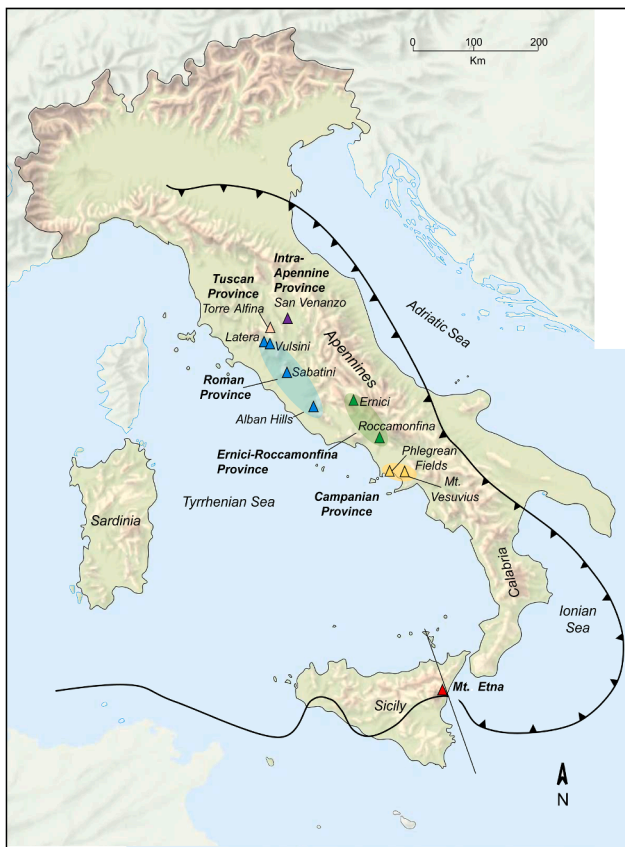 0 100 200
Km
Intra-
Apennine
Province
San Venanzo
Tuscan
Province
Torre Alfina
Adriatic Sea
Latera
Vulsini
Apennines
Sabatini
Roman
Province
Ernici
Alban Hills
Roccamonfina
Ernici-Roccamonfina
Province
Phlegrean
Fields
Mt.
Vesuvius
Campanian
Province
Tyrrhenian Sea
Sardinia
Calabria
Ionian
Sea
Mt. Etna
Sicily
N